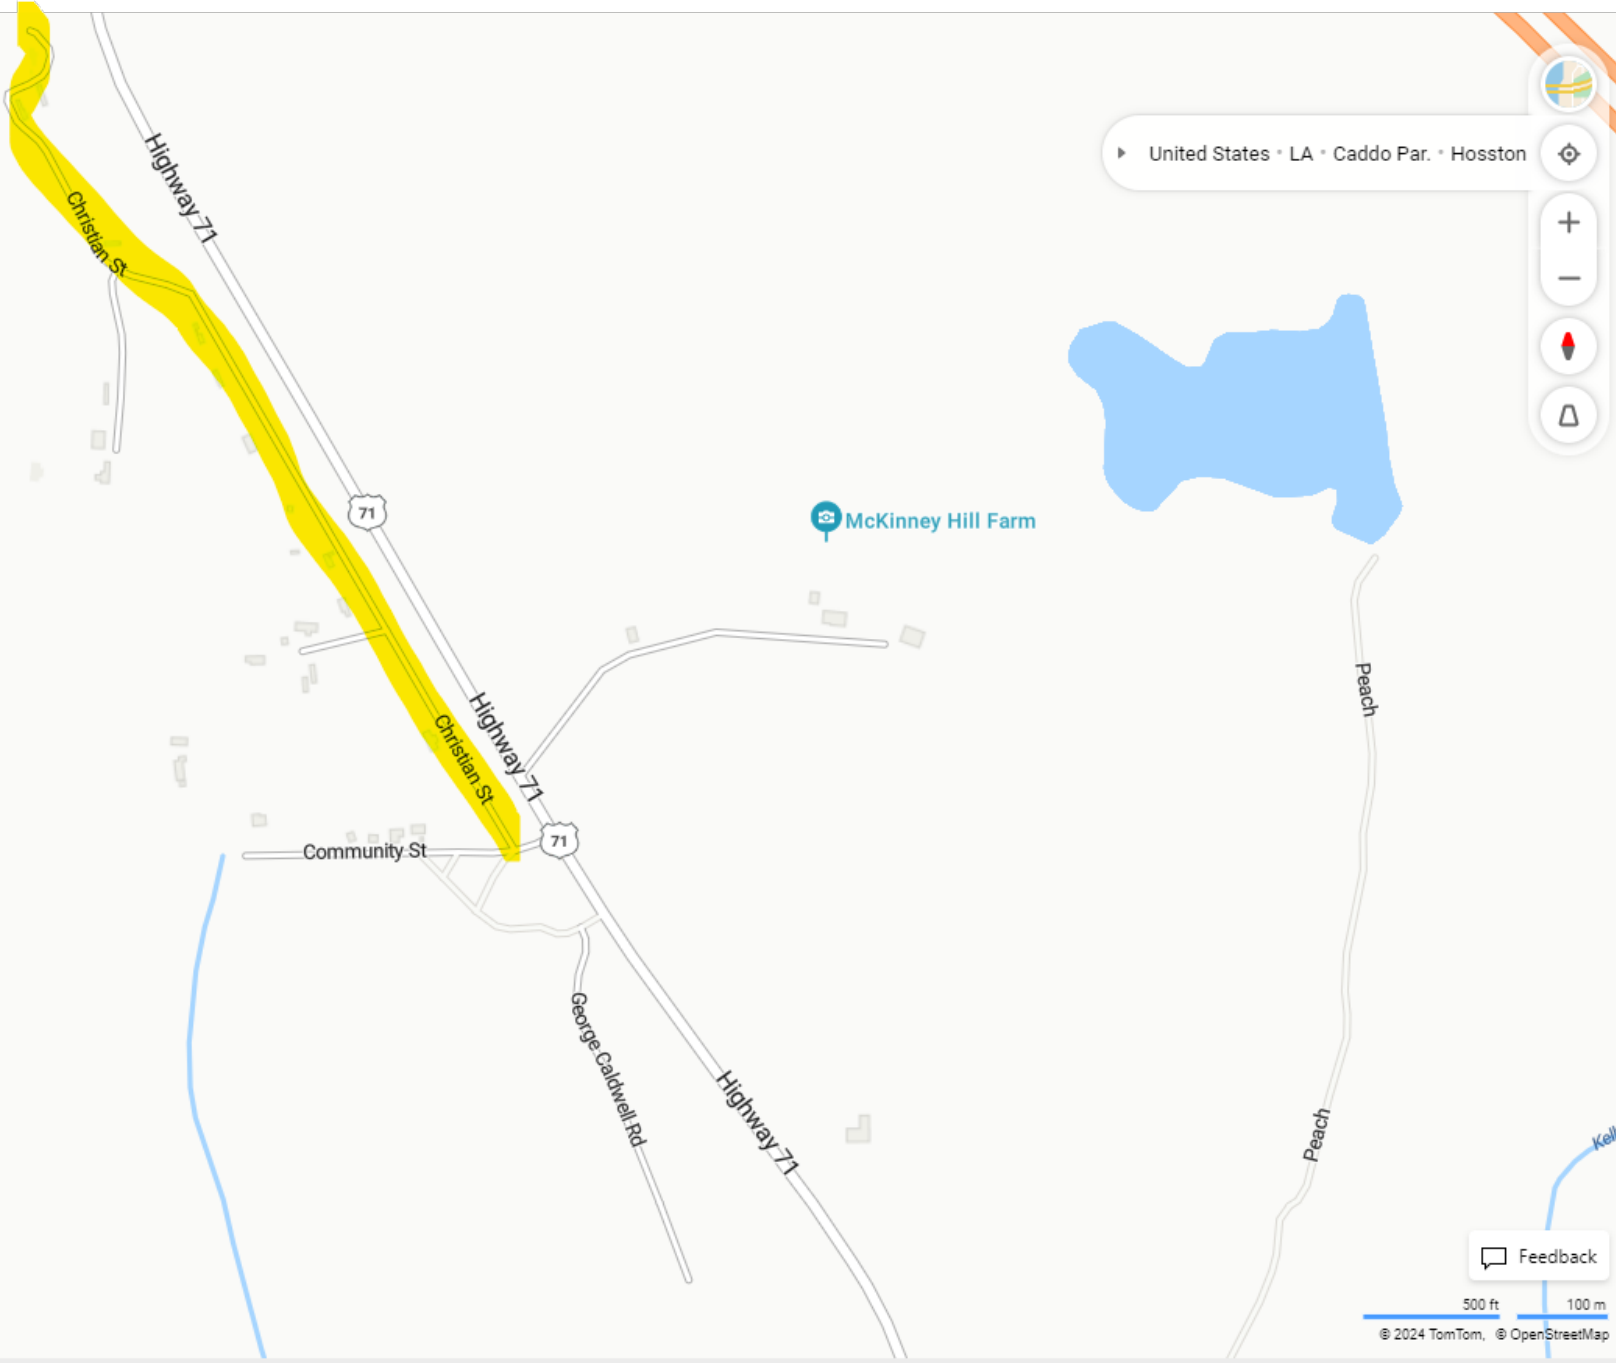 Highway 71
United States • LA • Caddo Par. • Hosston
Christian St
71
McKinney Hill Farm
Peach
Highway 71
Christian St
71
Community St
George Caldwell Rd
Highway 71
Peach
Kell
Feedback
500 ft 100 m
© 2024 TomTom, © OpenStreetMap